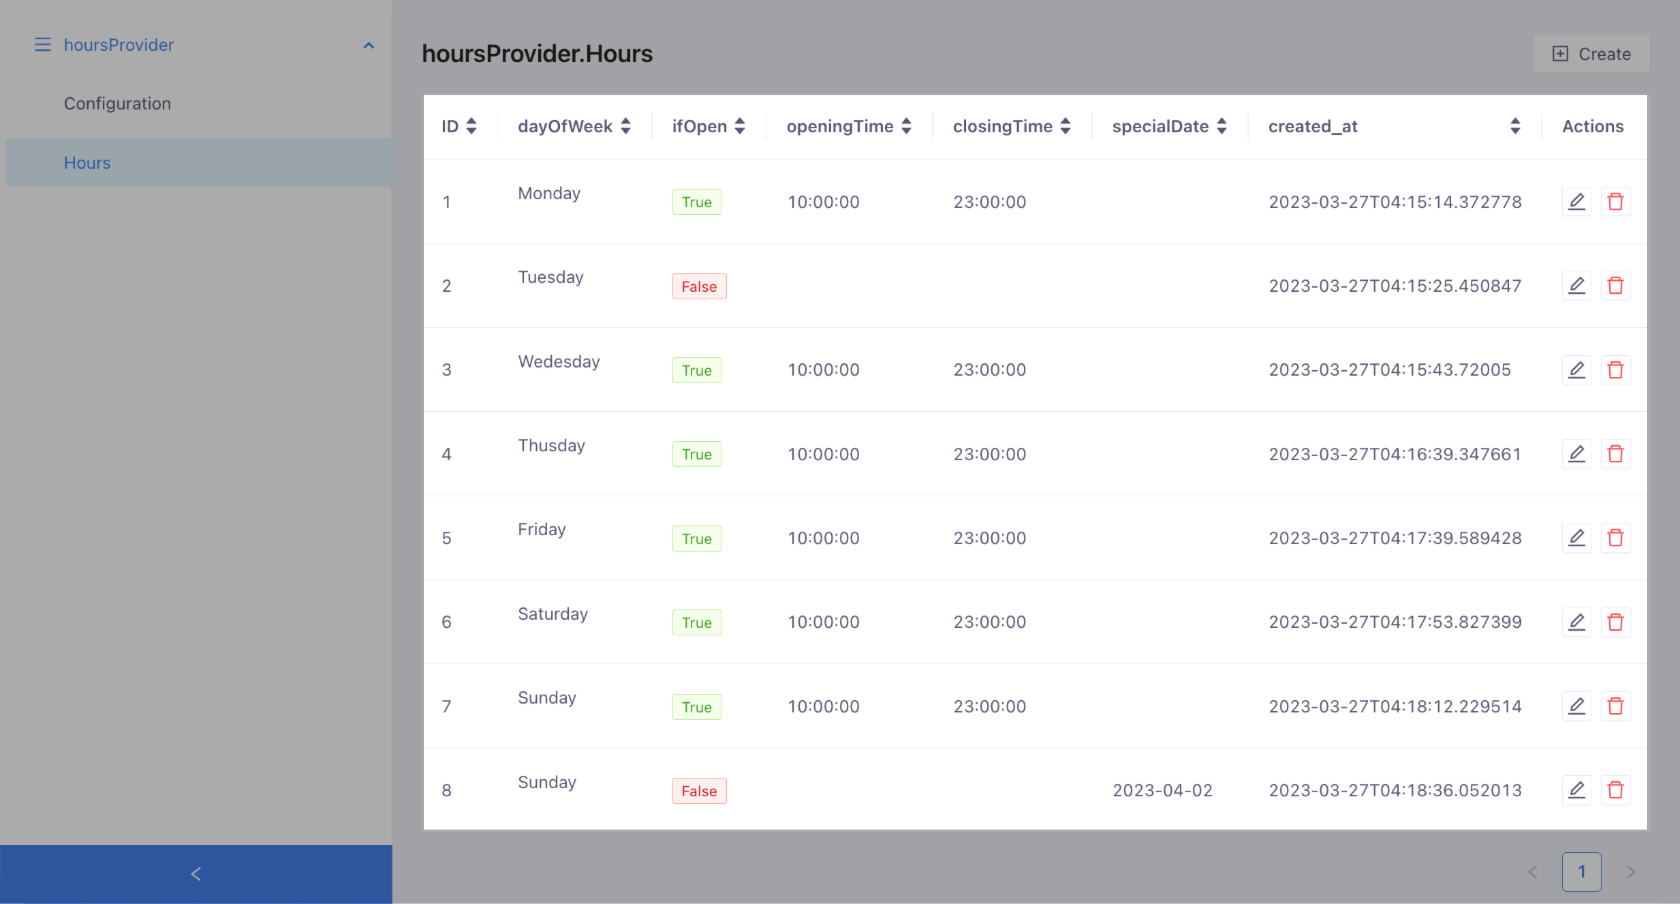 hoursProvider
Configuration
Hours
hoursProvider.Hours
Create
ID dayOfWeek ifOpen openingTime closingTime specialDate created_at Actions
1 Monday True 10:00:00 23:00:00 2023-03-27T04:15:14.372778
2 Tuesday False 2023-03-27T04:15:25.450847
3 Wedesday True 10:00:00 23:00:00 2023-03-27T04:15:43.72005
4 Thusday True 10:00:00 23:00:00 2023-03-27T04:16:39.347661
5 Friday True 10:00:00 23:00:00 2023-03-27T04:17:39.589428
6 Saturday True 10:00:00 23:00:00 2023-03-27T04:17:53.827399
7 Sunday True 10:00:00 23:00:00 2023-03-27T04:18:12.229514
8 Sunday False 2023-04-02 2023-03-27T04:18:36.052013
1